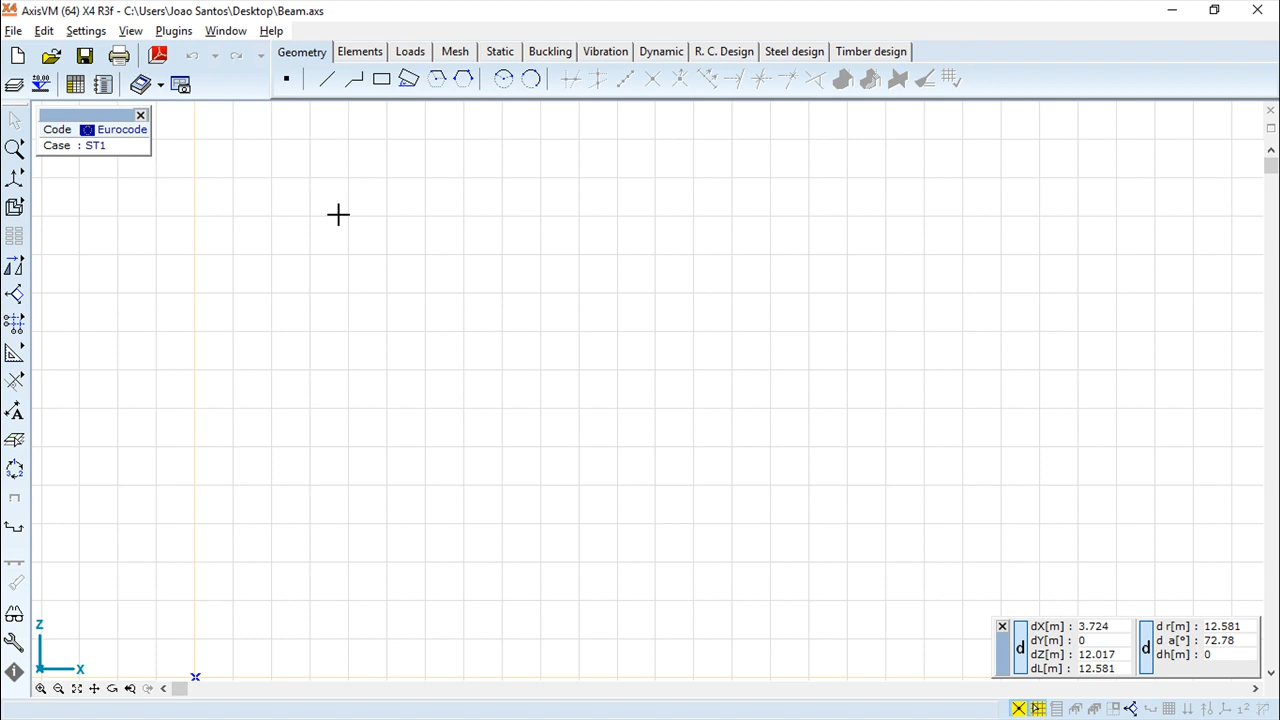 AxisVM (64) X4 R3f - C:\Users\Joao Santos\Desktop\Beam.axs
File Edit Settings View Plugins Window Help
Geometry Elements Loads Mesh Static Buckling Vibration Dynamic R. C. Design Steel design Timber design
Code Eurocode
Case : ST1
Z
X
dX[m] : 3.724
dY[m] : 0
dZ[m] : 12.017
dL[m] : 12.581
d
d r[m] : 12.581
d a[°] : 72.78
dh[m] : 0
d